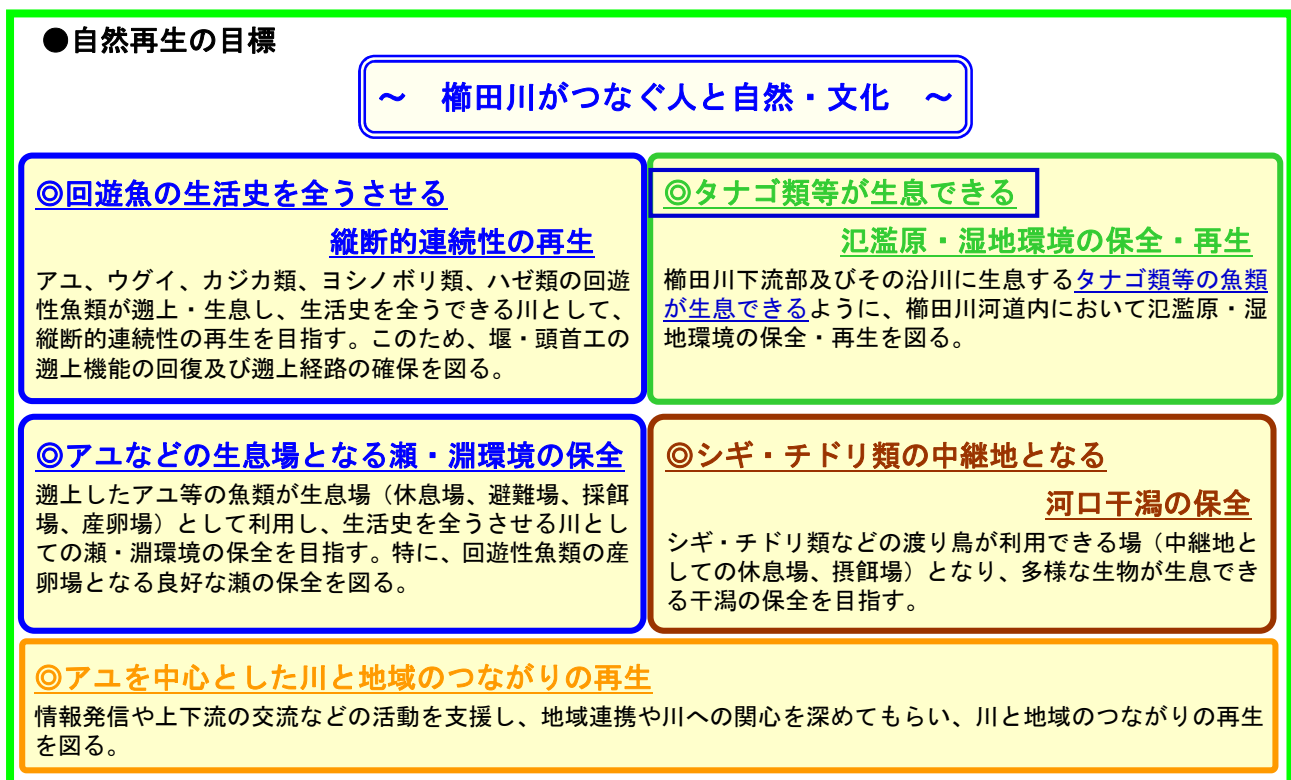 ●自然再生の目標
～　櫛田川がつなぐ人と自然・文化　～
◎回遊魚の生活史を全うさせる
縦断的連続性の再生
アユ、ウグイ、カジカ類、ヨシノボリ類、ハゼ類の回遊
性魚類が遡上・生息し、生活史を全うできる川として、
縦断的連続性の再生を目指す。このため、堰・頭首工の
遡上機能の回復及び遡上経路の確保を図る。
◎タナゴ類等が生息できる
氾濫原・湿地環境の保全・再生
櫛田川下流部及びその沿川に生息するタナゴ類等の魚類
が生息できるように、櫛田川河道内において氾濫原・湿
地環境の保全・再生を図る。
◎アユなどの生息場となる瀬・淵環境の保全
遡上したアユ等の魚類が生息場（休息場、避難場、採餌
場、産卵場）として利用し、生活史を全うさせる川とし
ての瀬・淵環境の保全を目指す。特に、回遊性魚類の産
卵場となる良好な瀬の保全を図る。
◎シギ・チドリ類の中継地となる
河口干潟の保全
シギ・チドリ類などの渡り鳥が利用できる場（中継地と
しての休息場、摂餌場）となり、多様な生物が生息でき
る干潟の保全を目指す。
◎アユを中心とした川と地域のつながりの再生
情報発信や上下流の交流などの活動を支援し、地域連携や川への関心を深めてもらい、川と地域のつながりの再生
を図る。